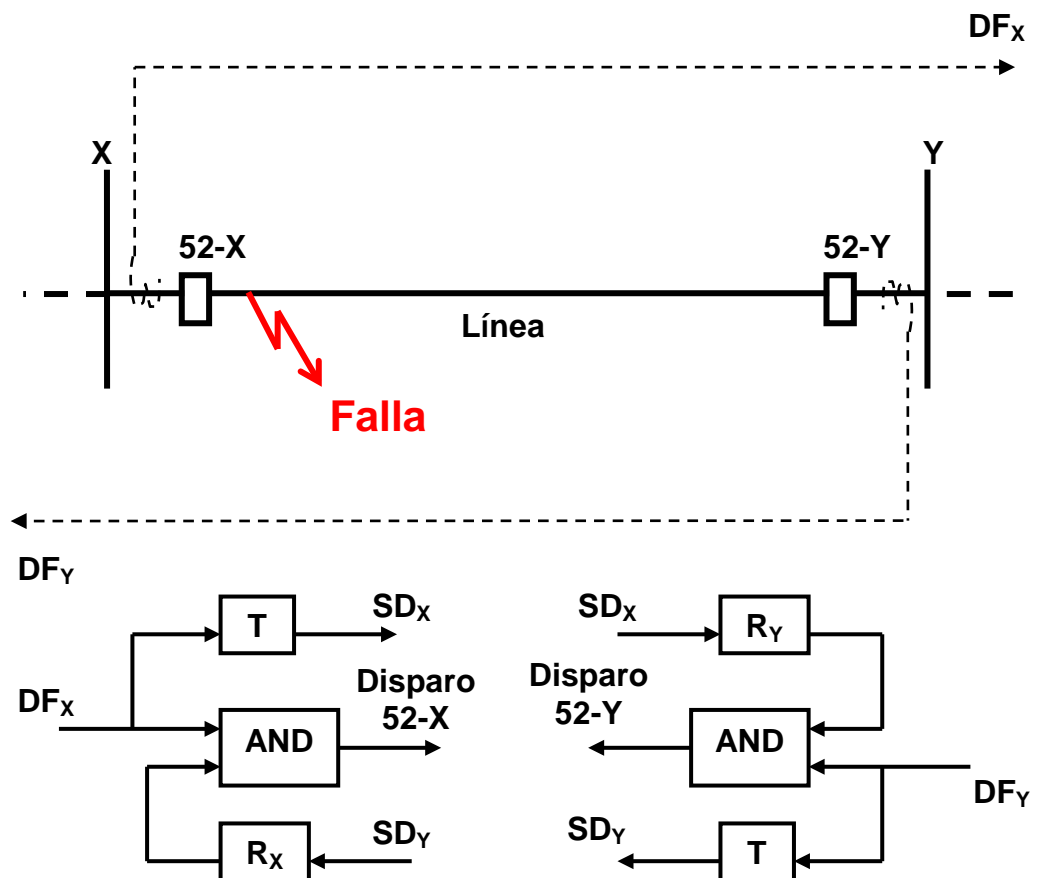 DFX
X
Y
52-X
52-Y
Línea
Falla
DFY
T
SDX
SDX
RY
DFX
AND
Disparo
52-X
Disparo
52-Y
AND
DFY
RX
SDY
SDY
T